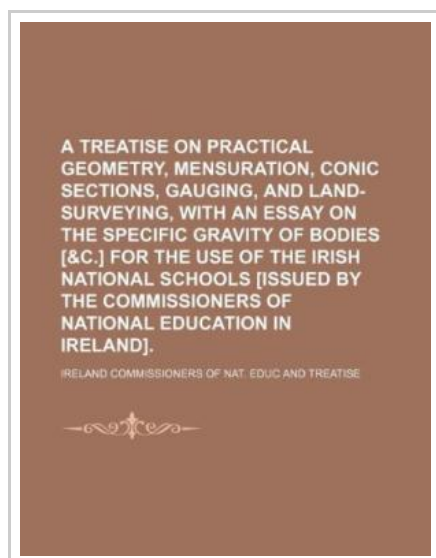 A TREATISE ON PRACTICAL
GEOMETRY, MENSURATION, CONIC
SECTIONS, GAUGING, AND LAND-
SURVEYING, WITH AN ESSAY ON
THE SPECIFIC GRAVITY OF BODIES
[&C.] FOR THE USE OF THE IRISH
NATIONAL SCHOOLS [ISSUED BY
THE COMMISSIONERS OF
NATIONAL EDUCATION IN
IRELAND].
IRELAND COMMISSIONERS OF NAT. EDUC AND TREATISE